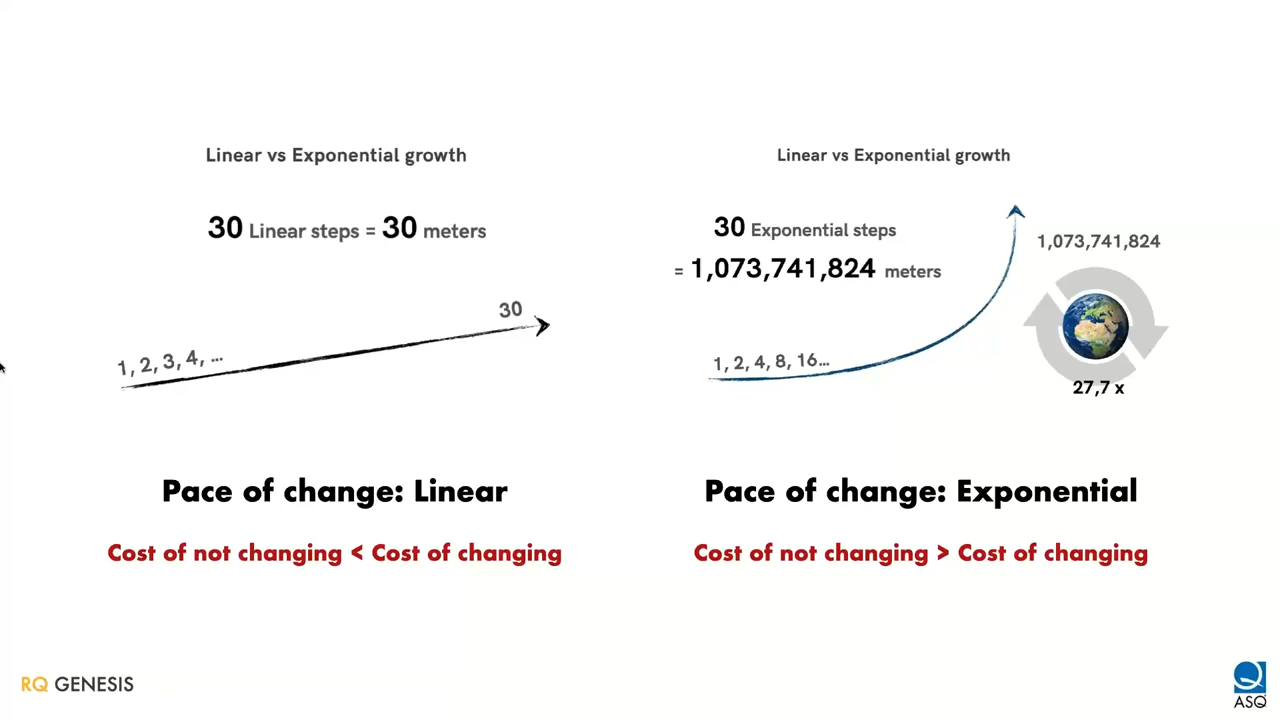 Linear vs Exponential growth
30 Linear steps = 30 meters
30
1, 2, 3, 4, ...
Pace of change: Linear
Cost of not changing < Cost of changing
Linear vs Exponential growth
30 Exponential steps
= 1,073,741,824 meters
1,073,741,824
1, 2, 4, 8, 16...
27,7 x
Pace of change: Exponential
Cost of not changing > Cost of changing
RQ GENESIS
ASQ